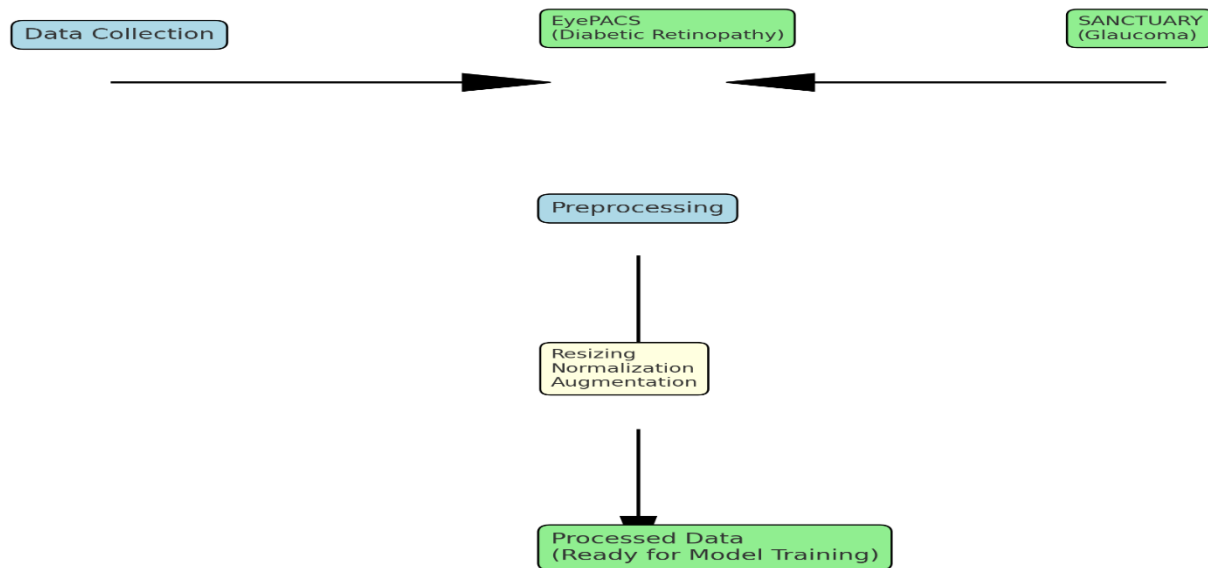 Data Collection
EyePACS
(Diabetic Retinopathy)
SANCTUARY
(Glaucoma)
Preprocessing
Resizing
Normalization
Augmentation
Processed Data
(Ready for Model Training)